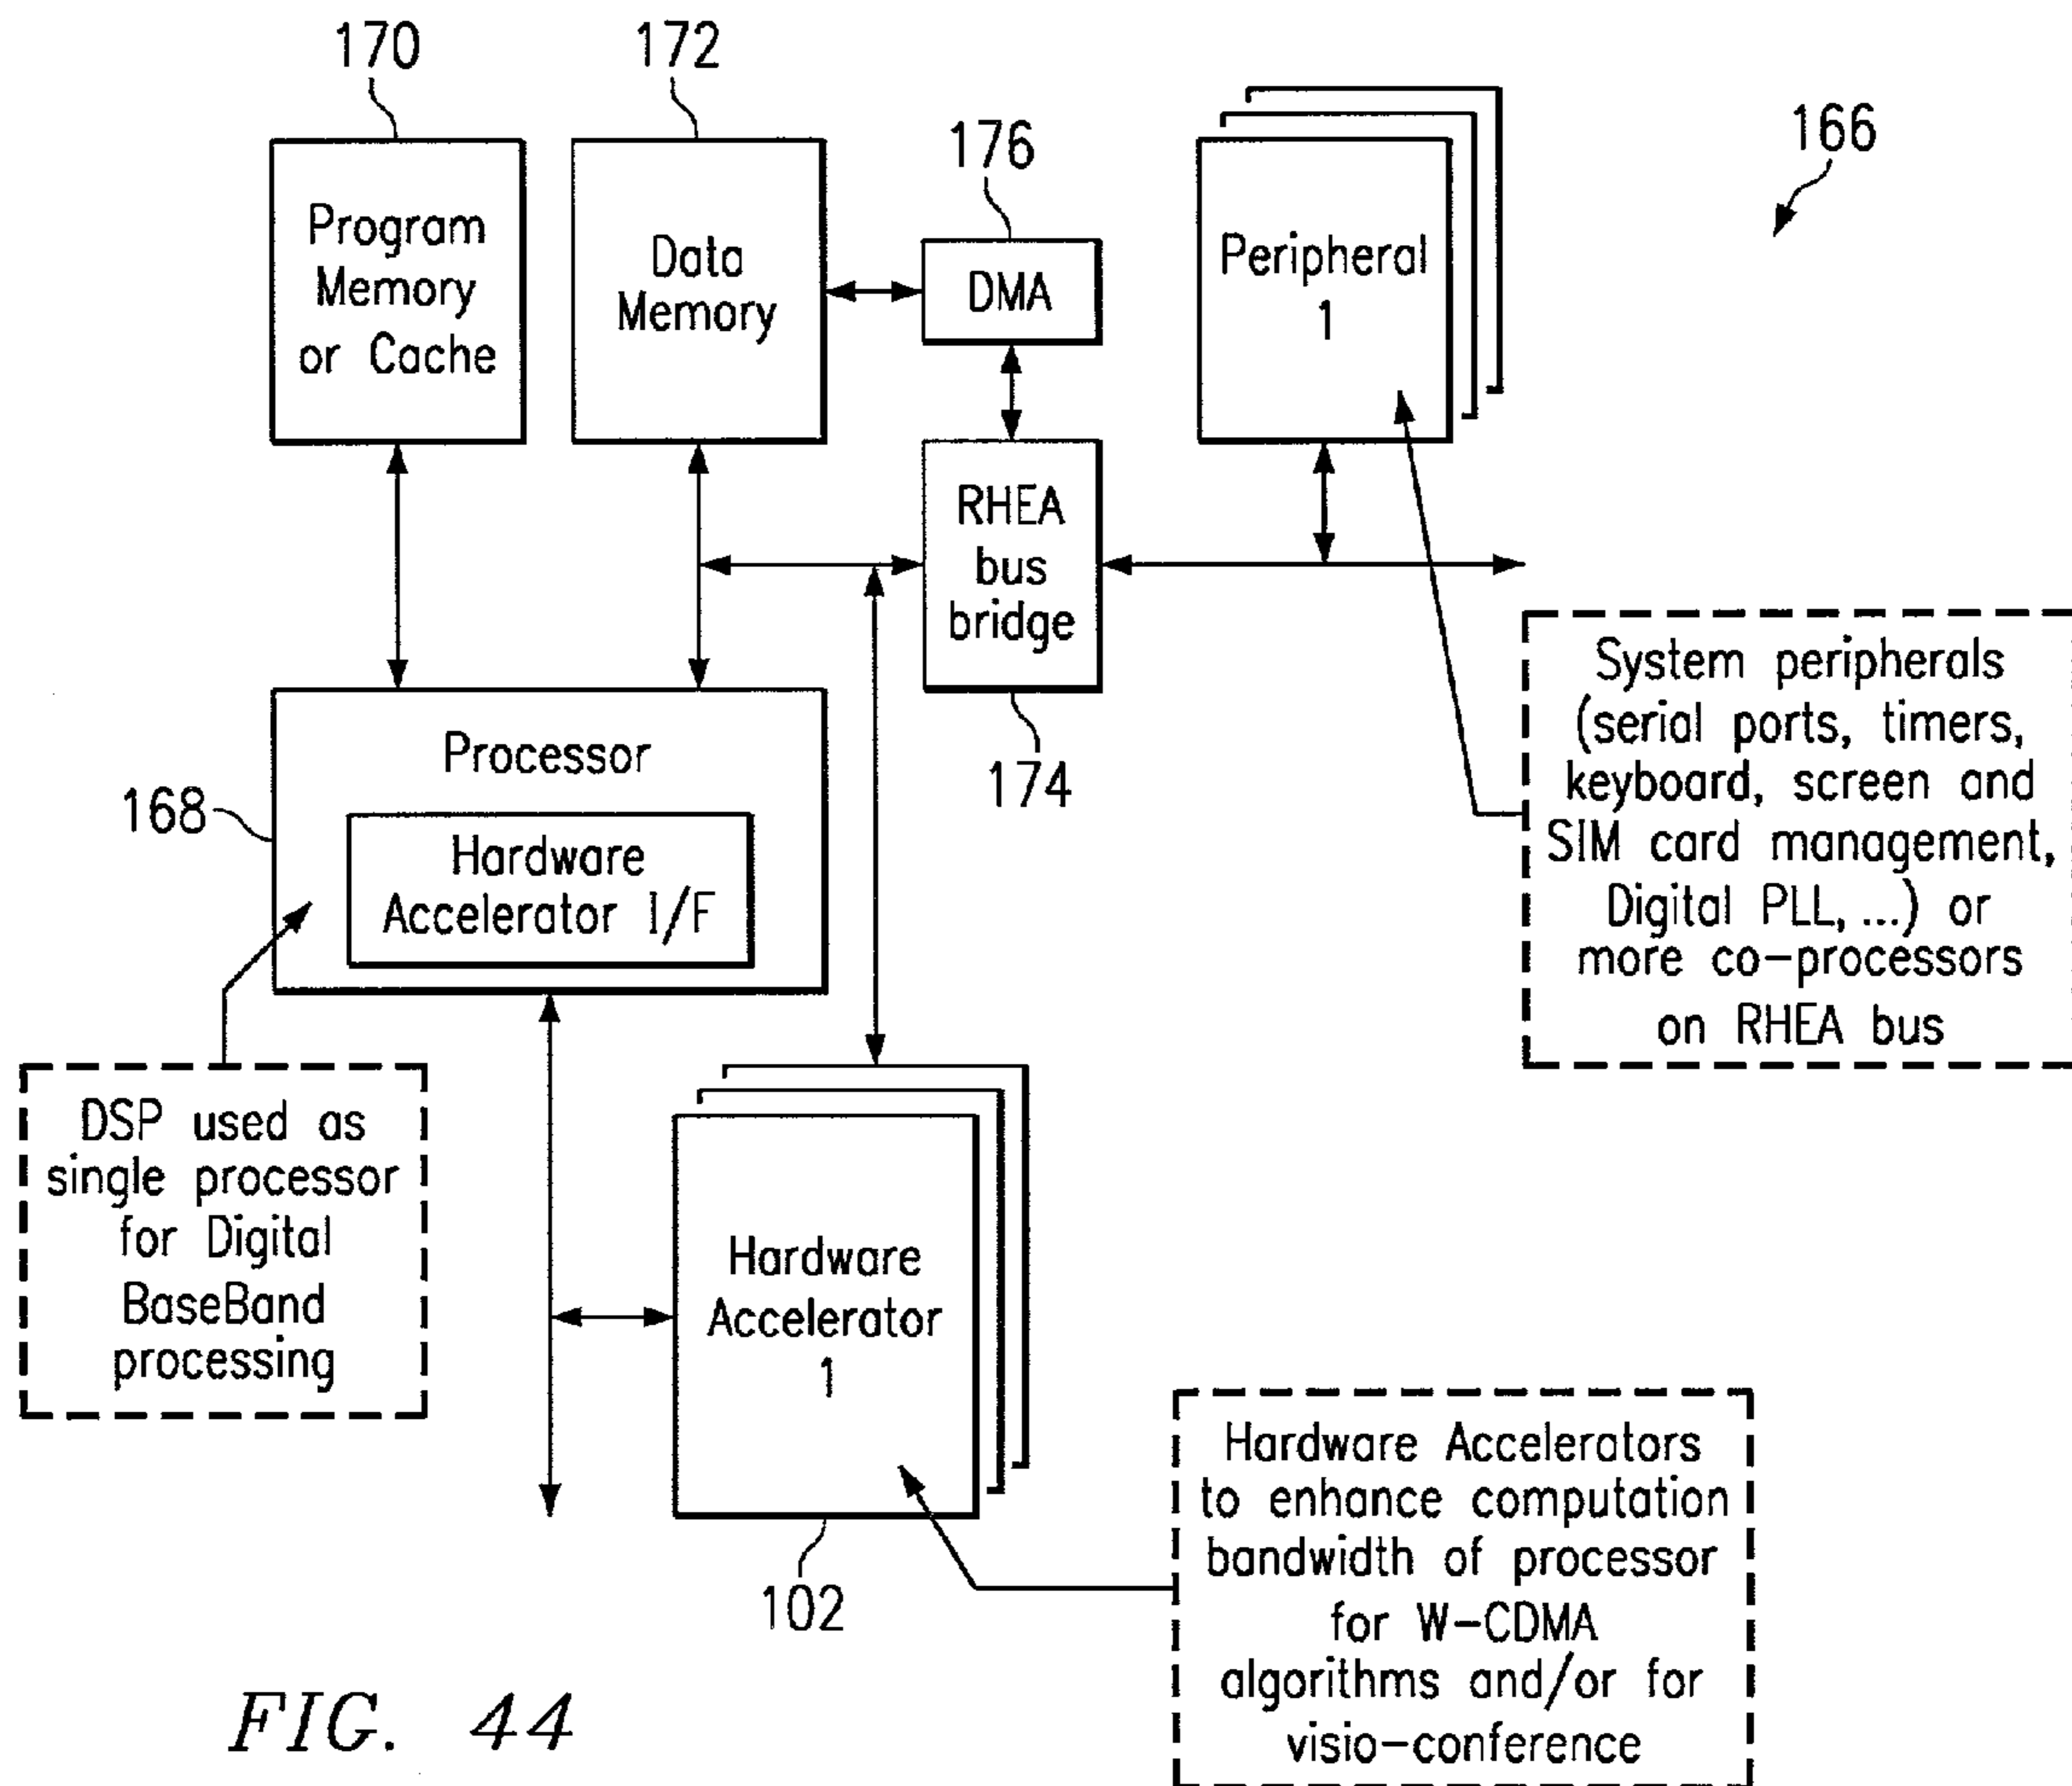 170
172
176
166
Program
Memory
or Cache
Data
Memory
DMA
Peripheral
1
RHEA
bus
bridge
174
System peripherals
(serial ports, timers,
keyboard, screen and
SIM card management,
Digital PLL, ...) or
more co-processors
on RHEA bus
Processor
168
Hardware
Accelerator I/F
DSP used as
single processor
for Digital
BaseBand
processing
Hardware
Accelerator
1
102
Hardware Accelerators
to enhance computation
bandwidth of processor
for W-CDMA
algorithms and/or for
visio-conference
FIG. 44